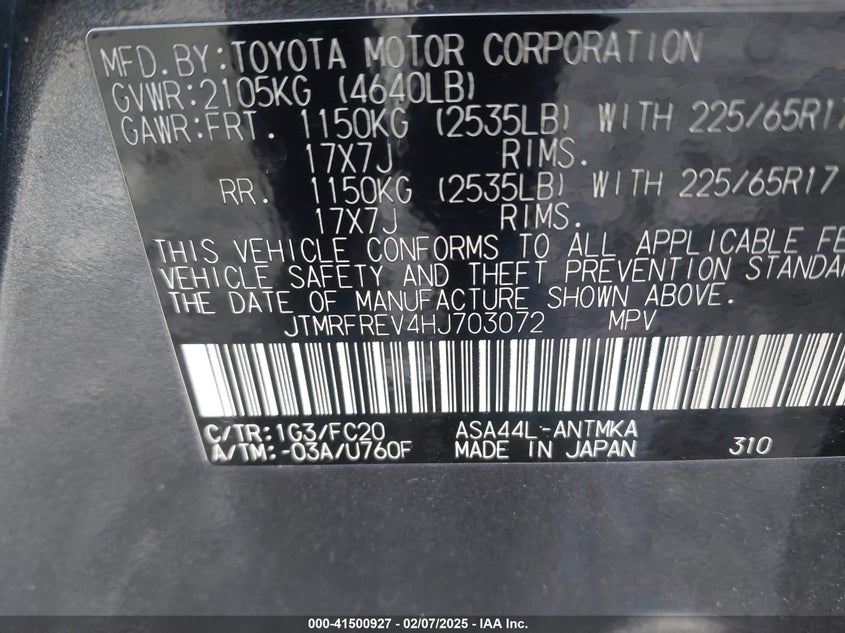 MFD. BY: TOYOTA MOTOR CORPORATION
GVWR: 2105KG (4640LB)
GAWR: FRT. 1150KG (2535LB) WITH 225/65R17
17X7J RIMS.
RR. 1150KG (2535LB) WITH 225/65R17
17X7J RIMS.
THIS VEHICLE CONFORMS TO ALL APPLICABLE FE
VEHICLE SAFETY AND THEFT PREVENTION STANDA
THE DATE OF MANUFACTURE SHOWN ABOVE.
JTMRFREV4HJ703072 MPV
C/TR: 1G3/FC20 ASA44L-ANTMKA
A/TM: -03A/U760F MADE IN JAPAN 310
000-41500927 - 02/07/2025 - IAA Inc.